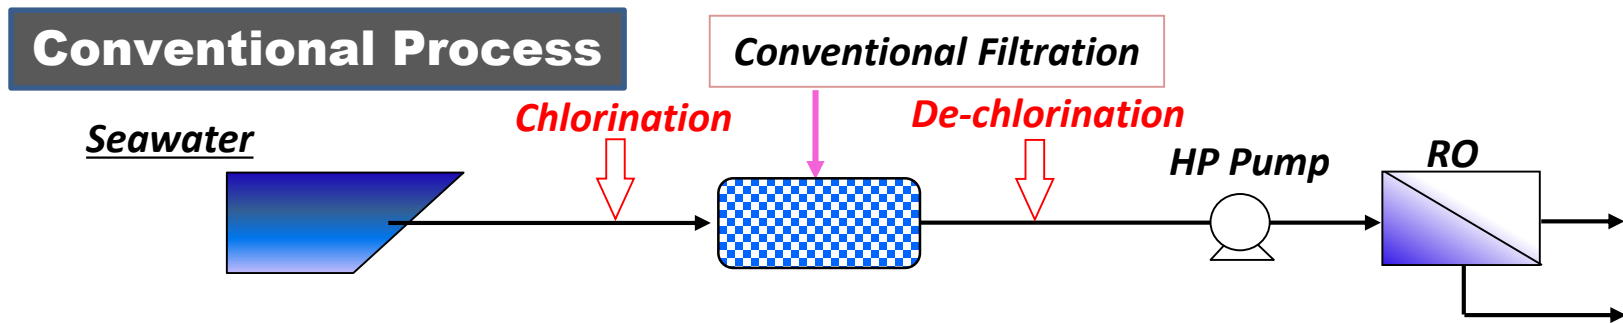 Conventional Process
Conventional Filtration
Chlorination
De-chlorination
Seawater
HP Pump
RO